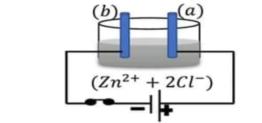 (b) (a)
(Zn²⁺ + 2Cl⁻)
− +